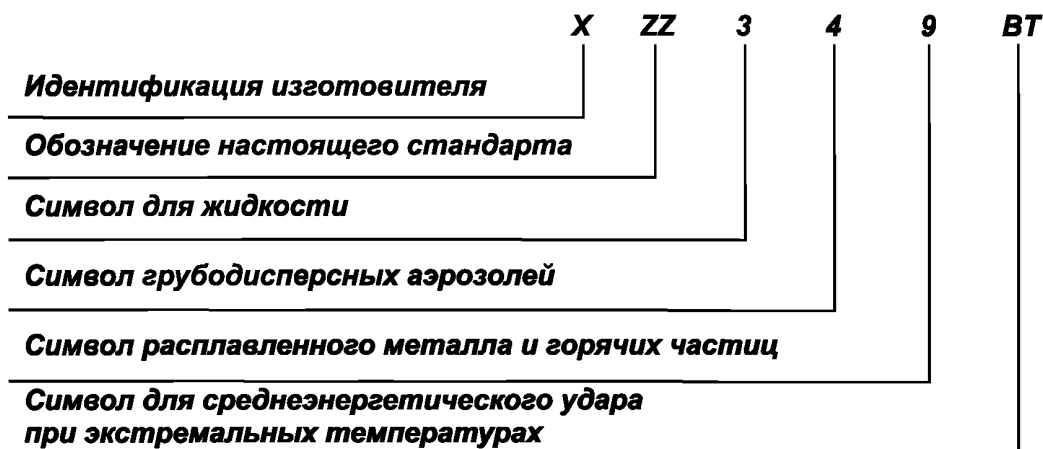 X ZZ 3 4 9 BT
Идентификация изготовителя
Обозначение настоящего стандарта
Символ для жидкости
Символ грубодисперсных аэрозолей
Символ расплавленного металла и горячих частиц
Символ для среднеэнергетического удара
при экстремальных температурах